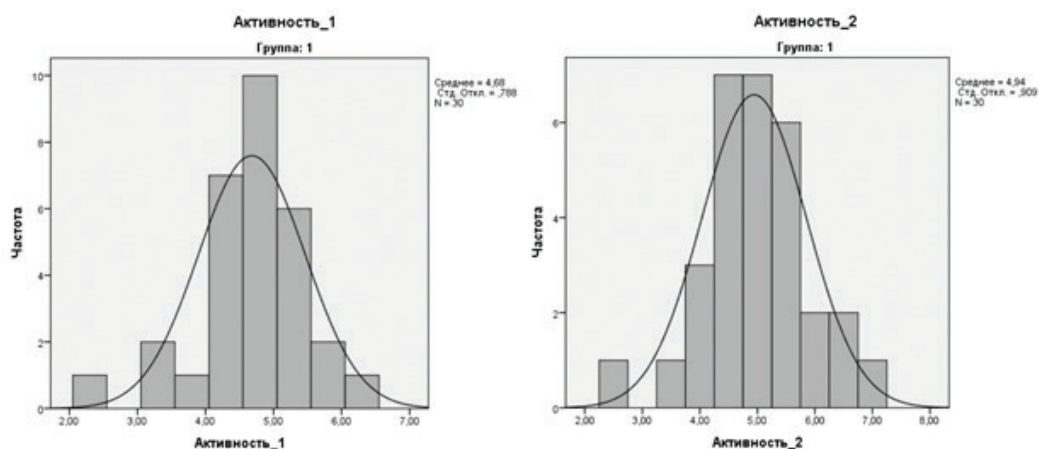 Активность_1
Группа: 1
Среднее = 4,68
Стд. Откл. = ,788
N = 30
Частота
10
8
6
4
2
0
2,00 3,00 4,00 5,00 6,00 7,00
Активность_1
Активность_2
Группа: 1
Среднее = 4,94
Стд. Откл. = ,909
N = 30
Частота
6
4
2
0
2,00 3,00 4,00 5,00 6,00 7,00 8,00
Активность_2